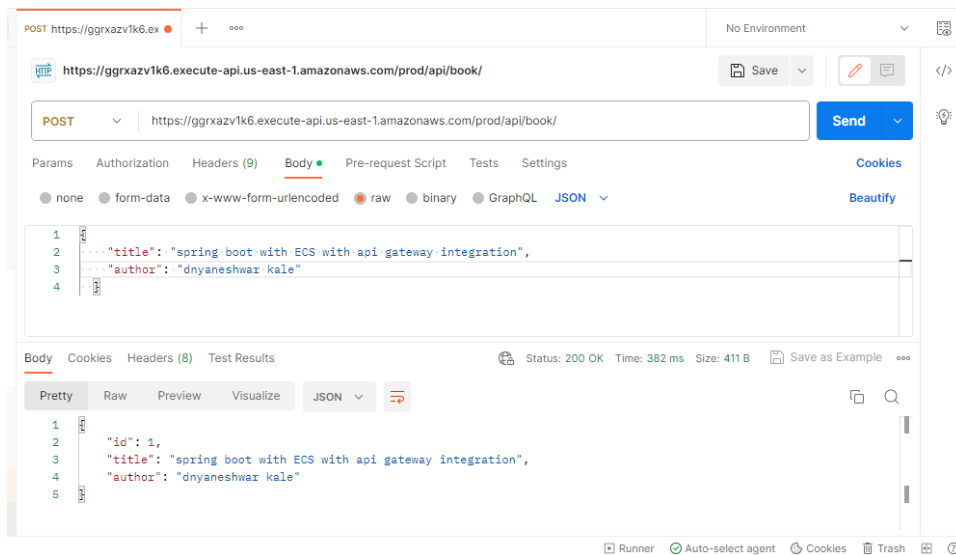 POST https://ggrxazv1k6.ex
No Environment
HTTP https://ggrxazv1k6.execute-api.us-east-1.amazonaws.com/prod/api/book/ Save
POST https://ggrxazv1k6.execute-api.us-east-1.amazonaws.com/prod/api/book/ Send
Params Authorization Headers (9) Body Pre-request Script Tests Settings Cookies
none form-data x-www-form-urlencoded raw binary GraphQL JSON Beautify
1 {
2 "title": "spring boot with ECS with api gateway integration",
3 "author": "dnyaneshwar kale"
4 }
Body Cookies Headers (8) Test Results Status: 200 OK Time: 382 ms Size: 411 B Save as Example
Pretty Raw Preview Visualize JSON
1 {
2 "id": 1,
3 "title": "spring boot with ECS with api gateway integration",
4 "author": "dnyaneshwar kale"
5 }
Runner Auto-select agent Cookies Trash